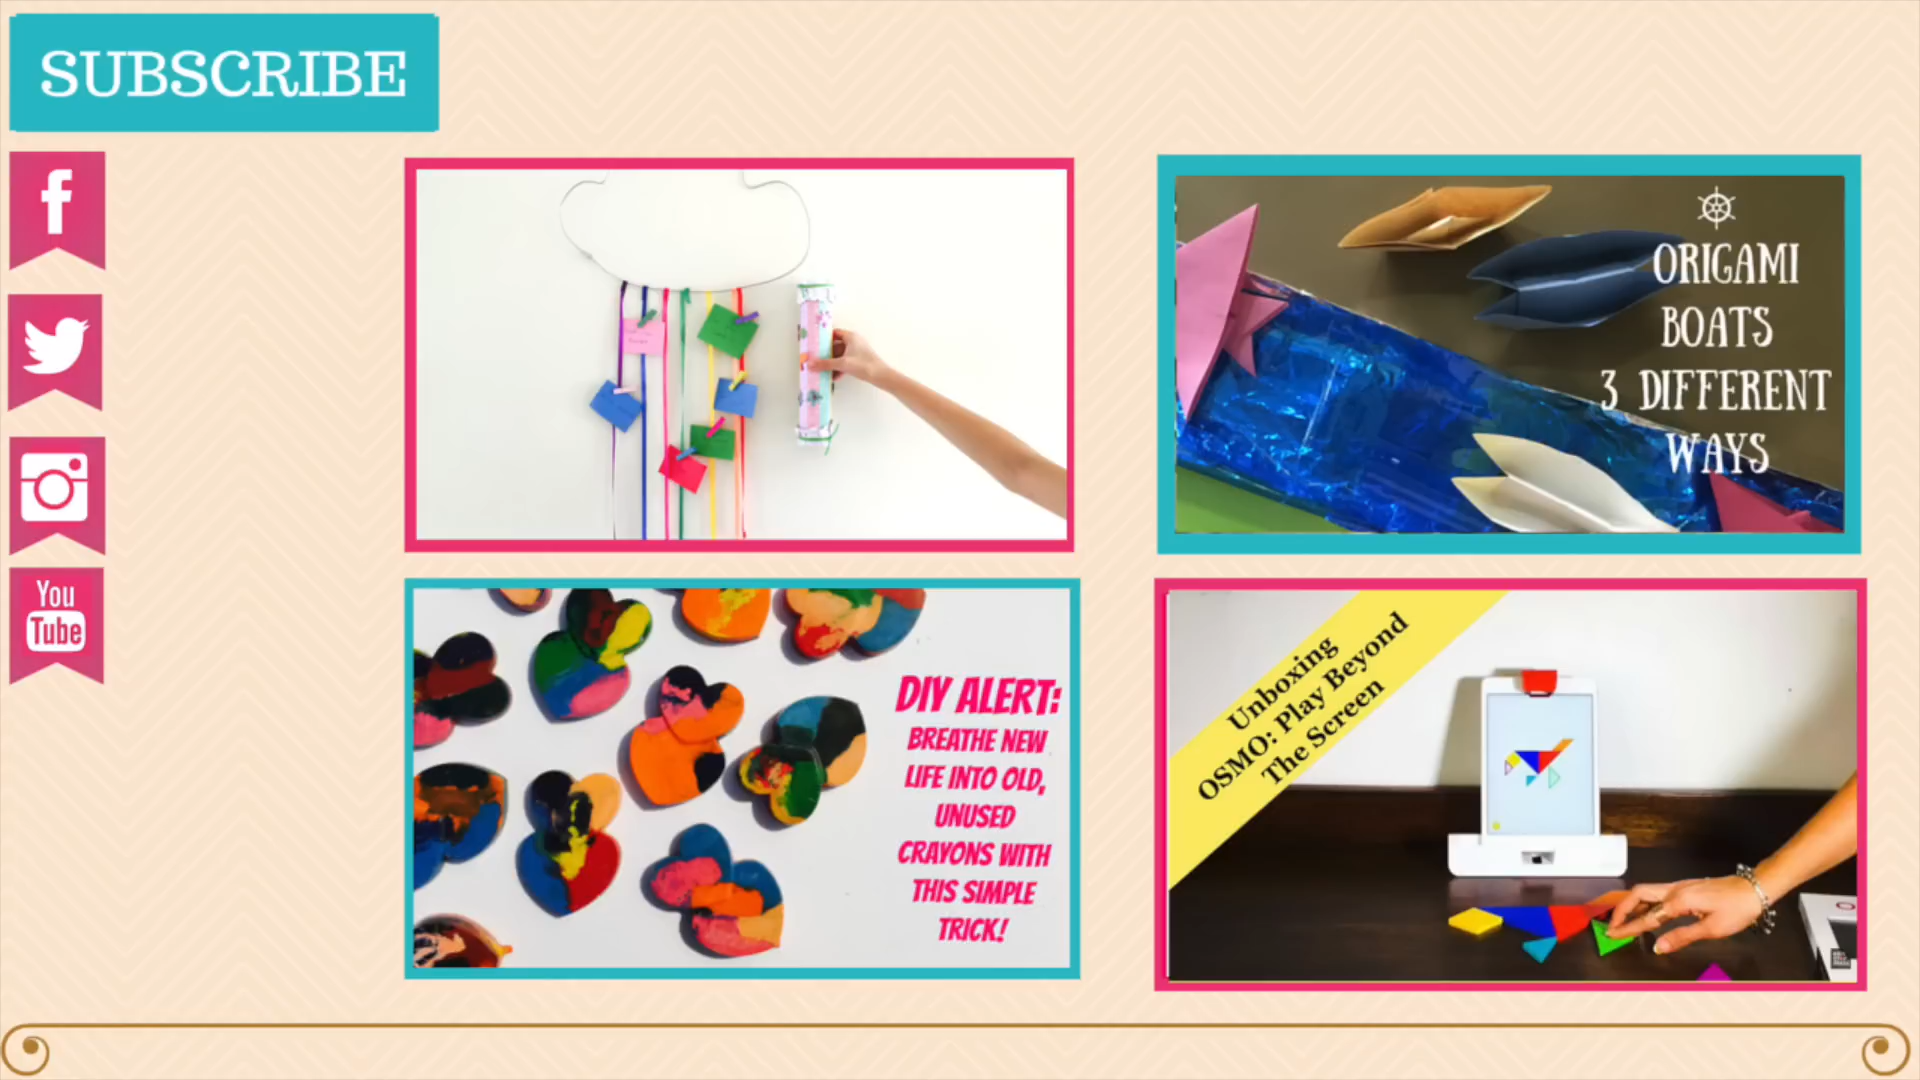 SUBSCRIBE
f
You
Tube
ORIGAMI
BOATS
3 DIFFERENT
WAYS
DIY ALERT:
BREATHE NEW
LIFE INTO OLD,
UNUSED
CRAYONS WITH
THIS SIMPLE
TRICK!
Unboxing
OSMO: Play Beyond
The Screen